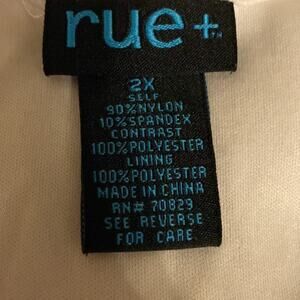 rue+
2X
SELF
90%NYLON
10%SPANDEX
CONTRAST
100%POLYESTER
LINING
100%POLYESTER
MADE IN CHINA
RN# 70829
SEE REVERSE
FOR CARE